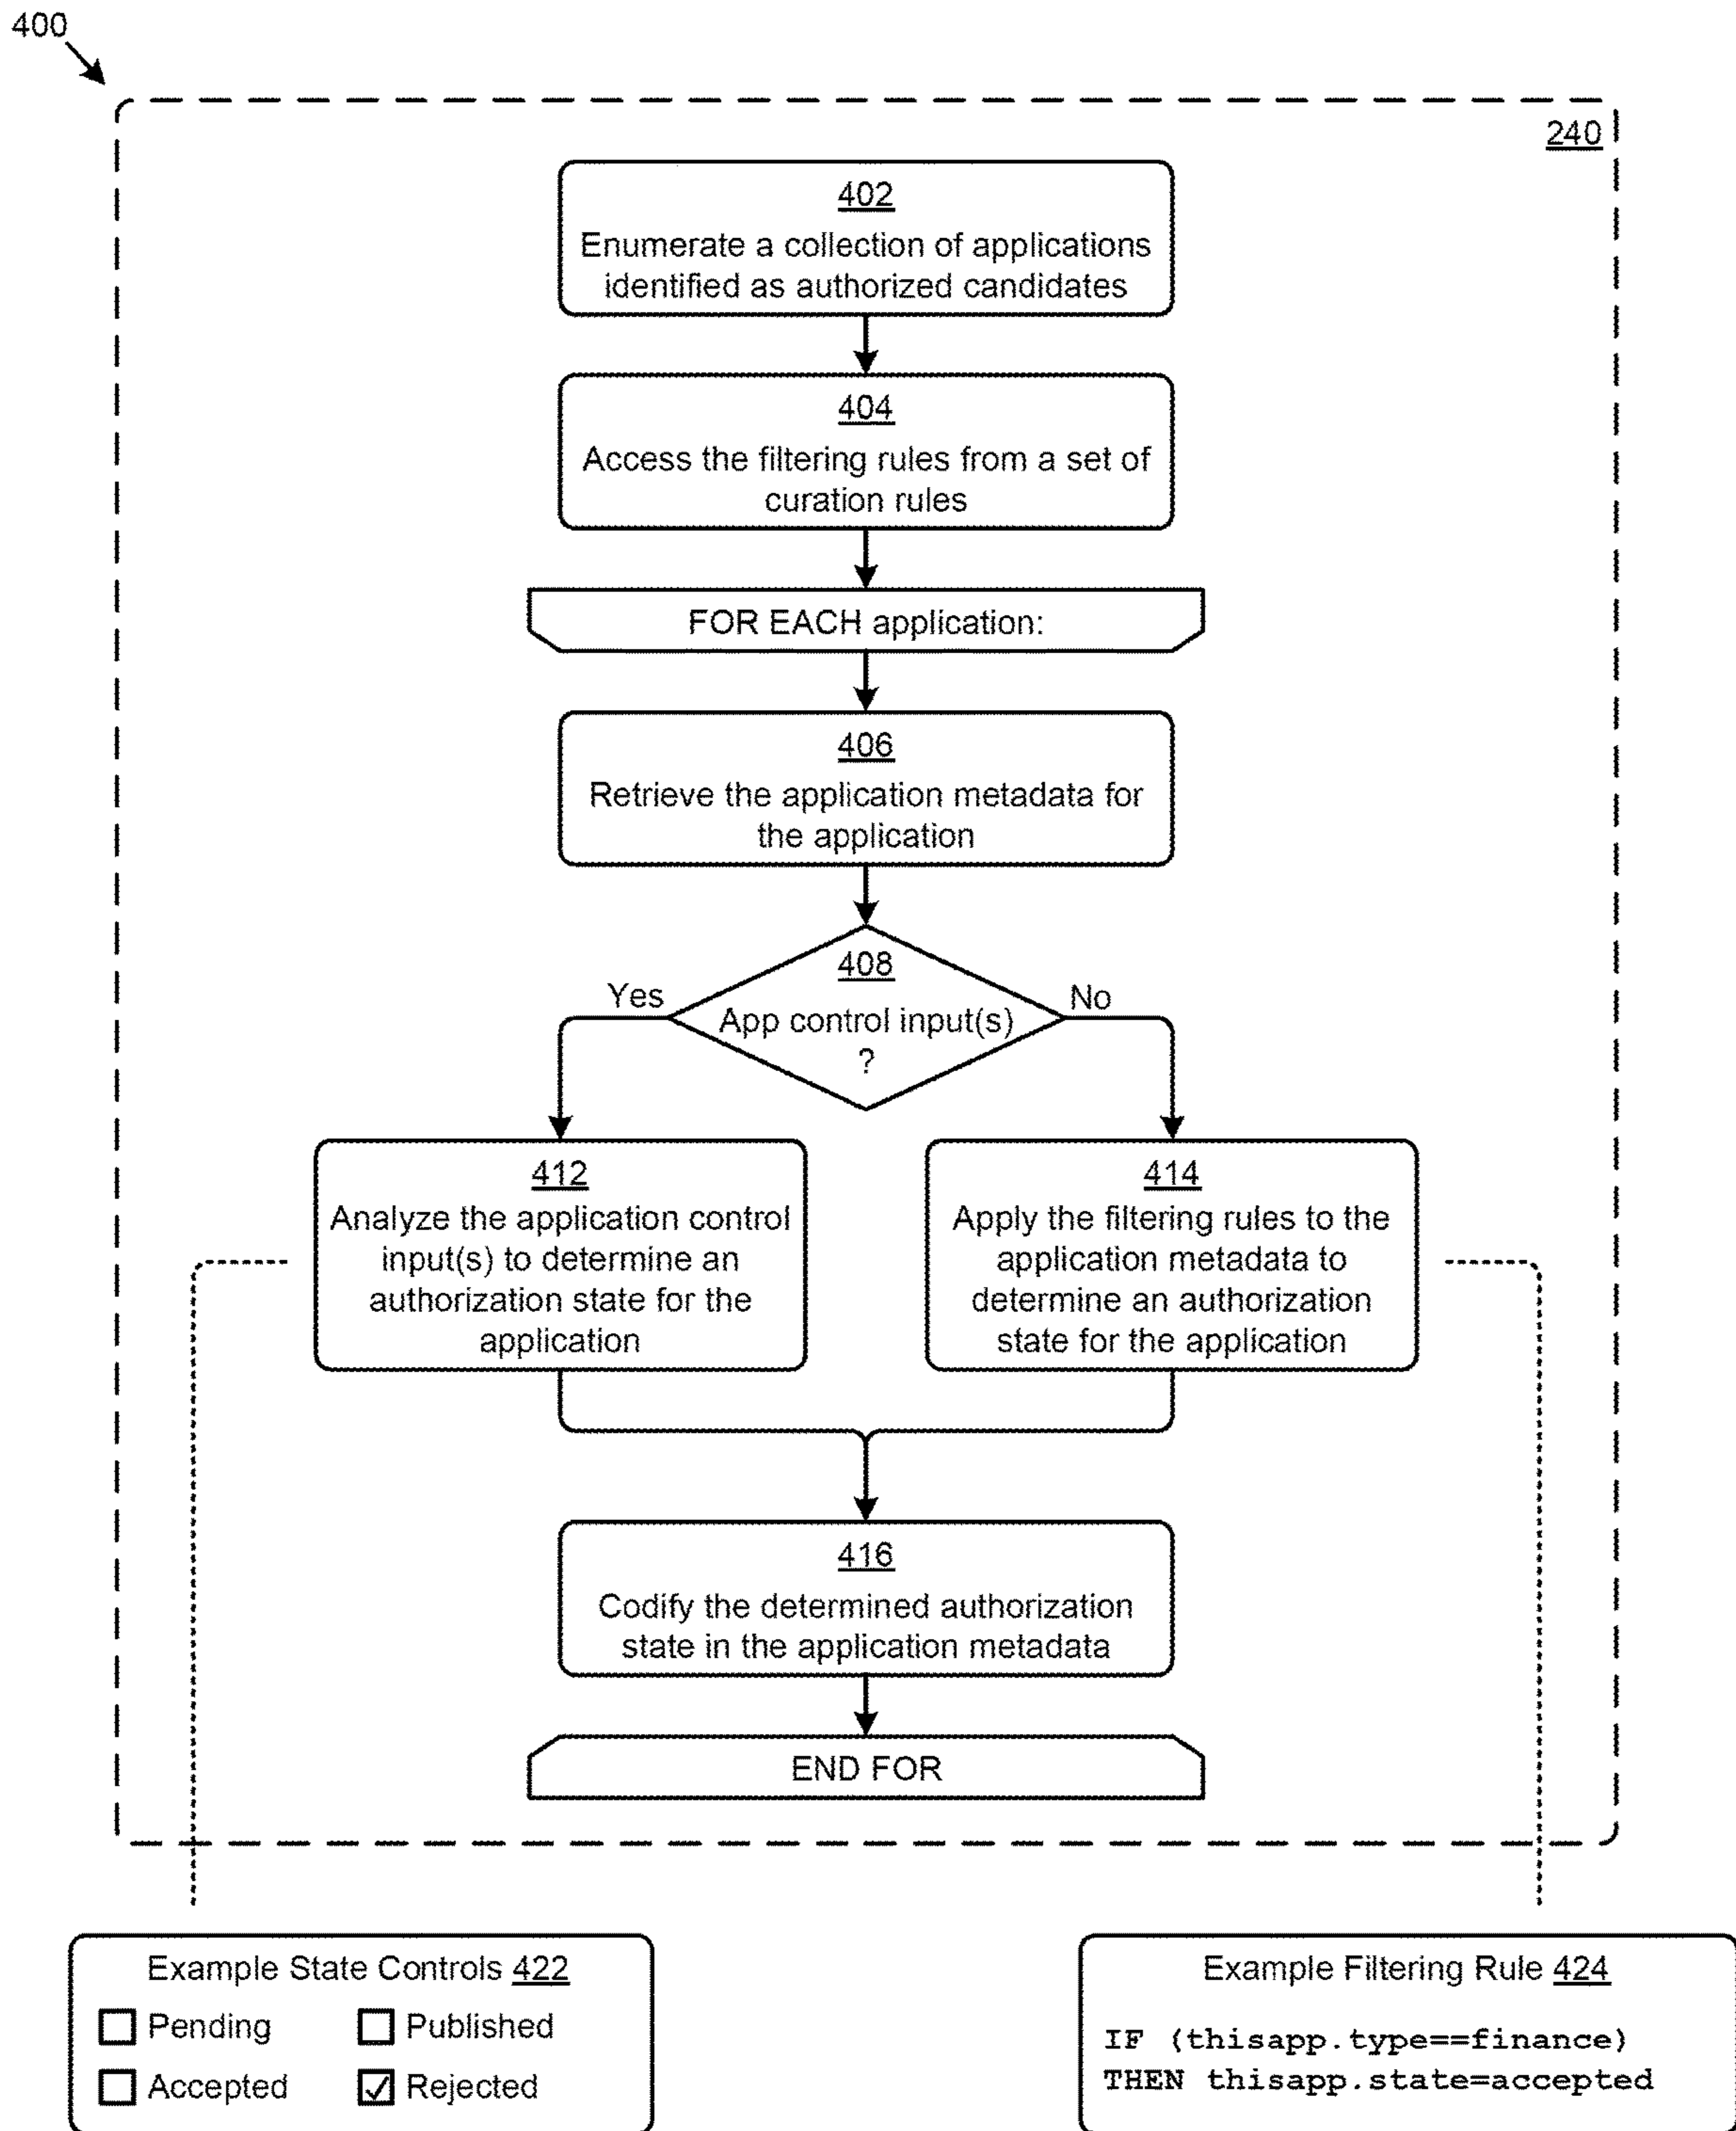 400
240
402
Enumerate a collection of applications
identified as authorized candidates
404
Access the filtering rules from a set of
curation rules
FOR EACH application:
406
Retrieve the application metadata for
the application
408
Yes
No
App control input(s)
?
412
Analyze the application control
input(s) to determine an
authorization state for the
application
414
Apply the filtering rules to the
application metadata to
determine an authorization
state for the application
416
Codify the determined authorization
state in the application metadata
END FOR
Example State Controls 422
Pending
Published
Accepted
Rejected
Example Filtering Rule 424
IF (thisapp.type==finance)
THEN thisapp.state=accepted